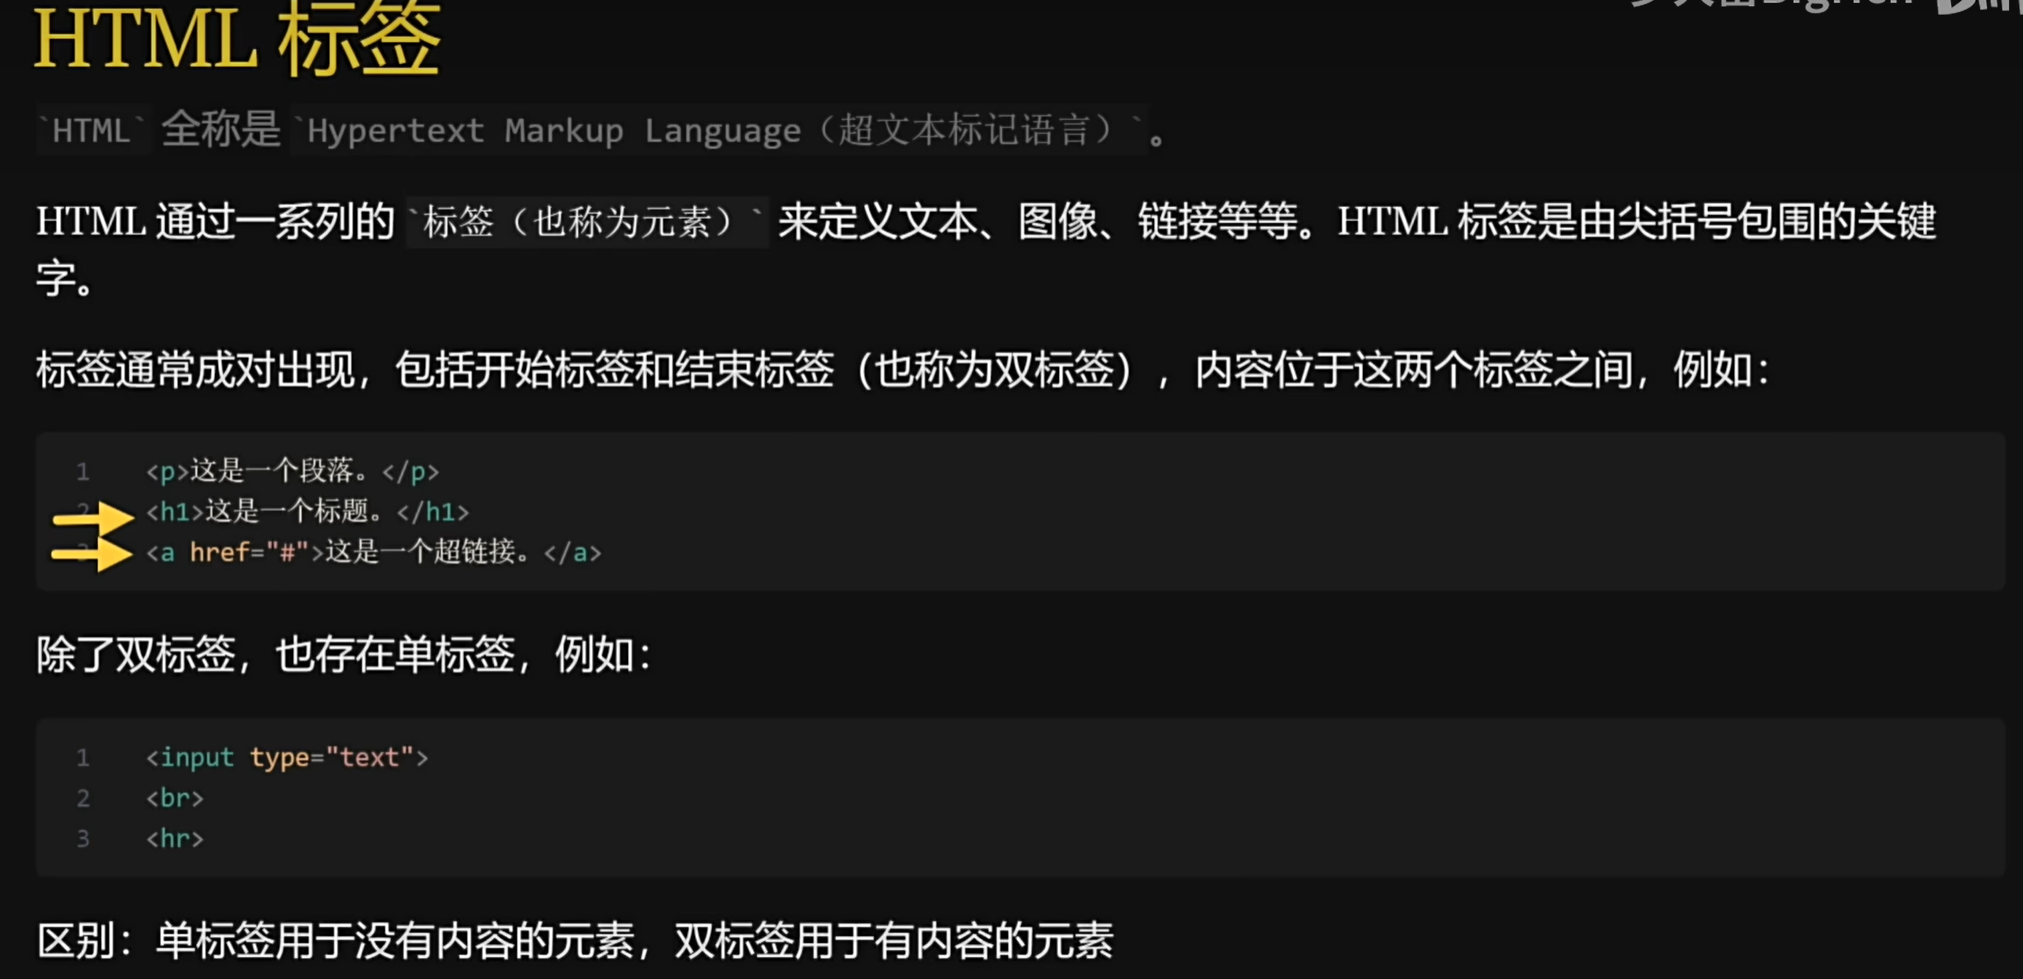 HTML 标签
`HTML` 全称是 `Hypertext Markup Language（超文本标记语言）`。
HTML 通过一系列的 `标签（也称为元素）` 来定义文本、图像、链接等等。HTML 标签是由尖括号包围的关键
字。
标签通常成对出现，包括开始标签和结束标签（也称为双标签），内容位于这两个标签之间，例如：
1 <p>这是一个段落。</p>
2 <h1>这是一个标题。</h1>
<a href="#">这是一个超链接。</a>
除了双标签，也存在单标签，例如：
1 <input type="text">
2 <br>
3 <hr>
区别：单标签用于没有内容的元素，双标签用于有内容的元素